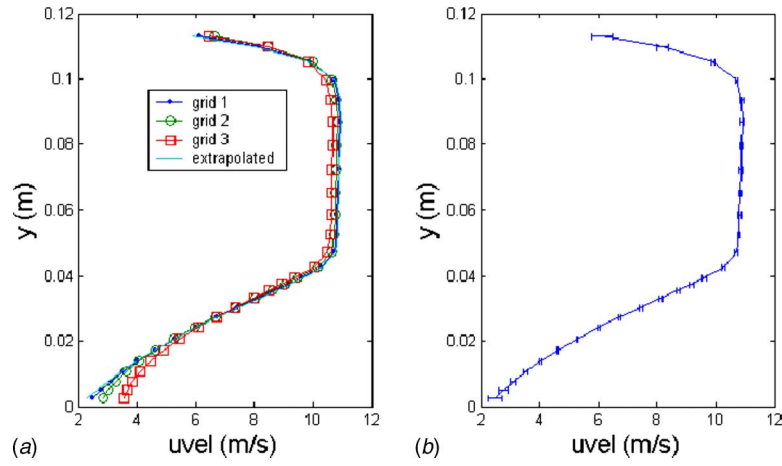 0.12
0.1
0.08
0.06
0.04
0.02
0
y (m)
grid 1
grid 2
grid 3
extrapolated
2 4 6 8 10 12
(a) uvel (m/s)
0.12
0.1
0.08
0.06
0.04
0.02
0
y (m)
2 4 6 8 10 12
(b) uvel (m/s)